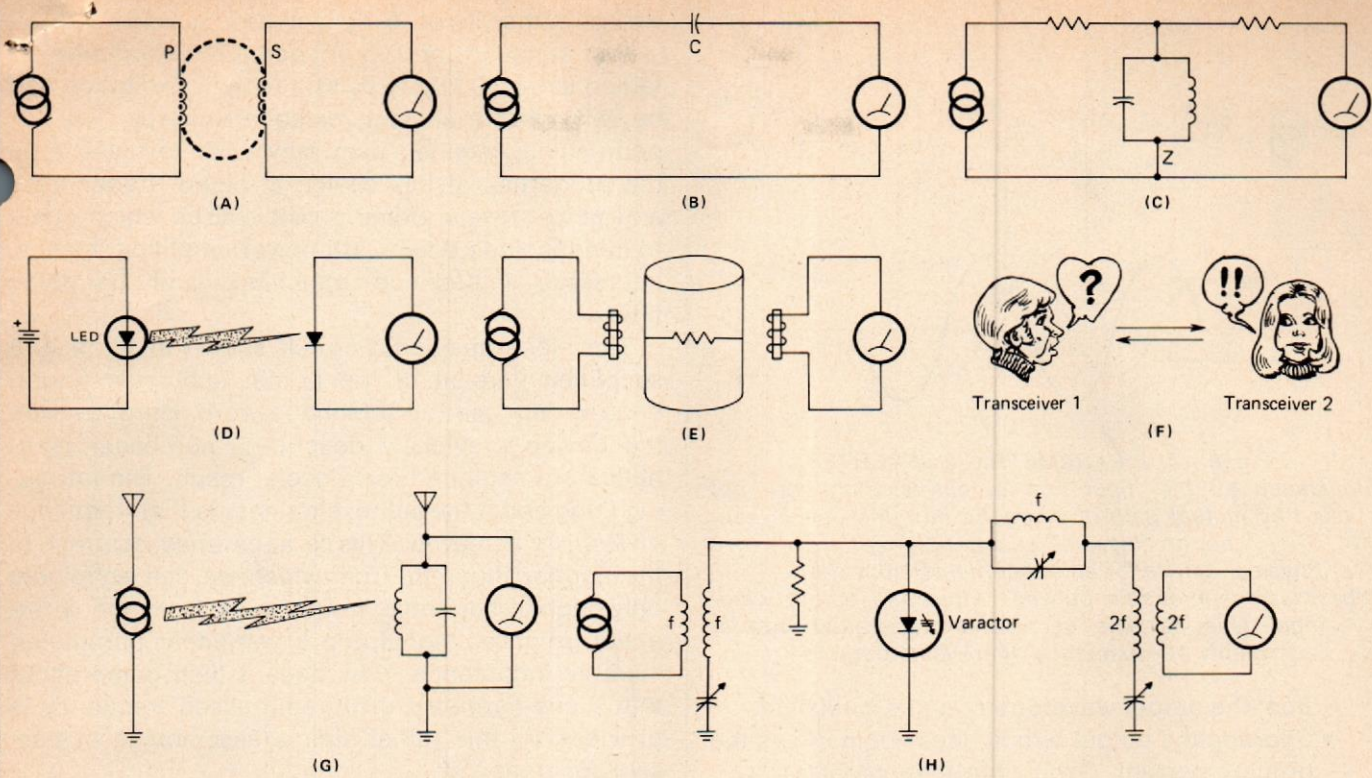 P S
C
Z
(A) (B) (C)
LED
+
?
!!
Transceiver 1 Transceiver 2
(D) (E) (F)
f
f f
Varactor
2f 2f
(G) (H)